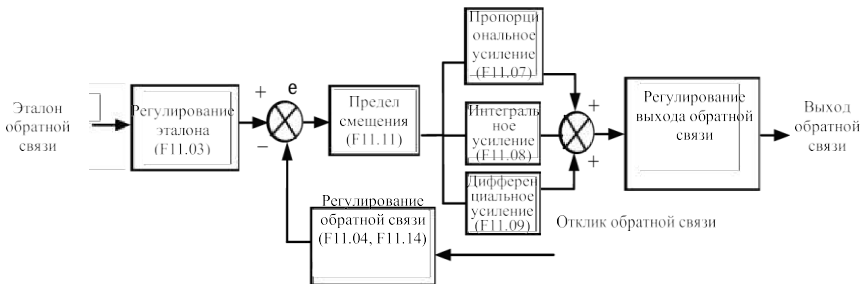 Эталон
обратной
связи
Регулирование
эталона
(F11.03)
+
−
e
Предел
смещения
(F11.11)
Пропорци
ональное
усиление
(F11.07)
Интеграль
ное
усиление
(F11.08)
Дифферен
циальное
усиление
(F11.09)
+
+
Регулирование
выхода обратной
связи
Выход
обратной
связи
Регулирование
обратной связи
(F11.04, F11.14)
Отклик обратной связи